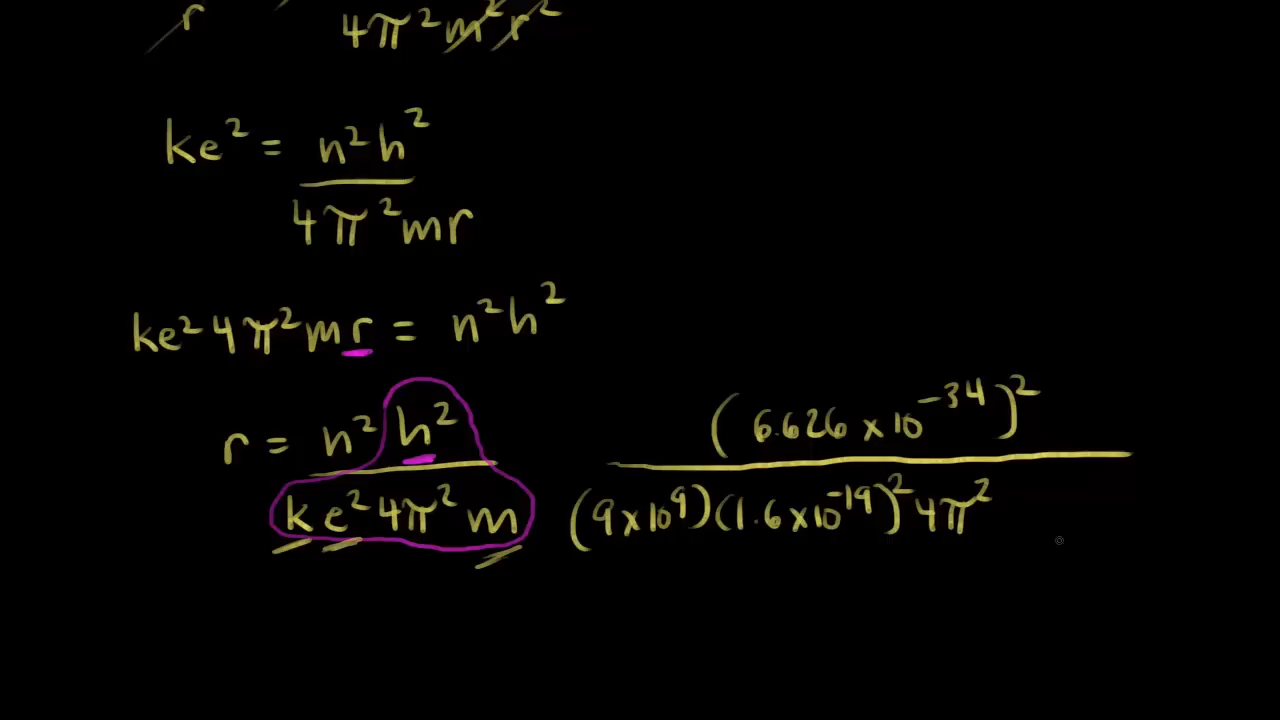 r 4π²m²r²
ke² = n²h²
4π²mr
ke²4π²mr = n²h²
r = n²h² (6.626 x 10⁻³⁴)²
ke²4π²m (9x10⁹)(1.6x10⁻¹⁹)²4π²